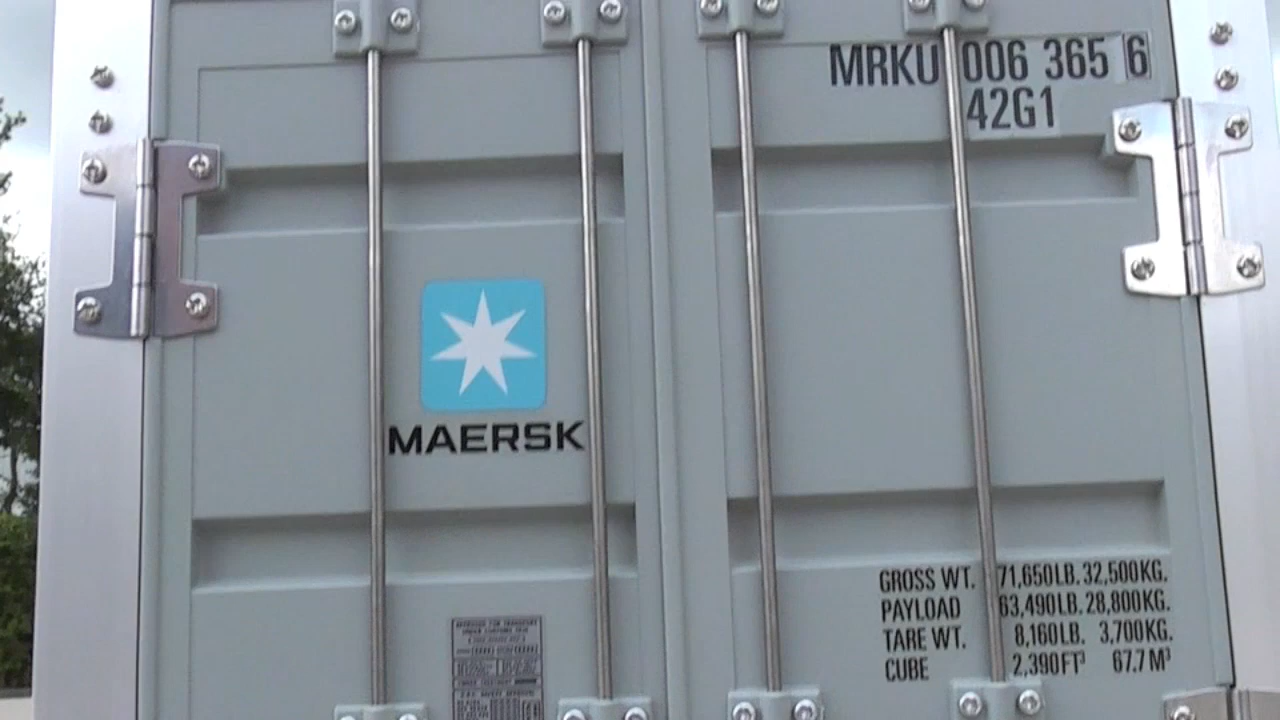 MRKU 006 365 6
42G1
MAERSK
GROSS WT. 71,650LB. 32,500KG.
PAYLOAD 63,490LB. 28,800KG.
TARE WT. 8,160LB. 3,700KG.
CUBE 2,390FT³ 67.7M³